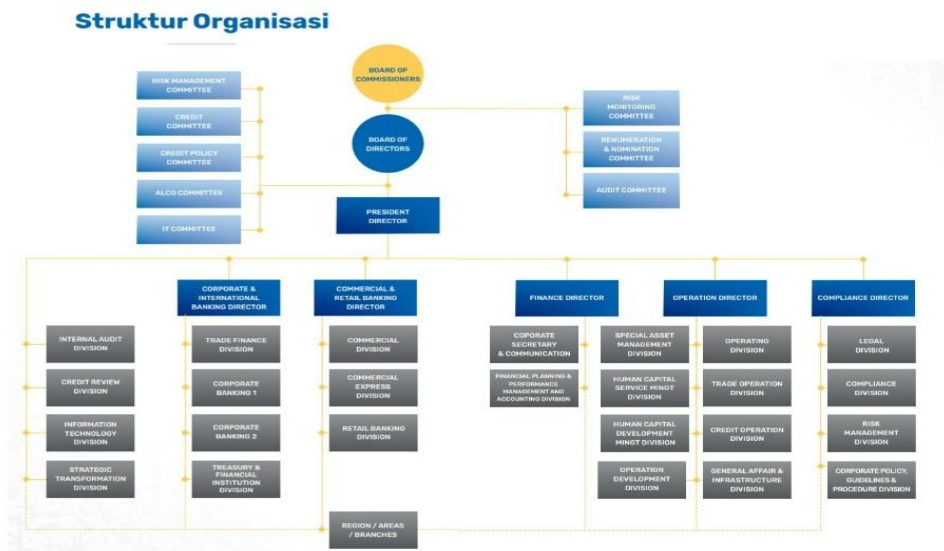 Struktur Organisasi
BOARD OF
COMMISSIONERS
RISK MANAGEMENT
COMMITTEE
CREDIT
COMMITTEE
CREDIT POLICY
COMMITTEE
ALCO COMMITTEE
IT COMMITTEE
BOARD OF
DIRECTORS
RISK
MONITORING
COMMITTEE
RENUMERATION
& NOMINATION
COMMITTEE
AUDIT COMMITTEE
PRESIDENT
DIRECTOR
CORPORATE &
INTERNATIONAL
BANKING DIRECTOR
COMMERCIAL &
RETAIL BANKING
DIRECTOR
FINANCE DIRECTOR
OPERATION DIRECTOR
COMPLIANCE DIRECTOR
INTERNAL AUDIT
DIVISION
CREDIT REVIEW
DIVISION
INFORMATION
TECHNOLOGY
DIVISION
STRATEGIC
TRANSFORMATION
DIVISION
TRADE FINANCE
DIVISION
CORPORATE
BANKING 1
CORPORATE
BANKING 2
TREASURY &
FINANCIAL
INSTITUTION
DIVISION
COMMERCIAL
DIVISION
COMMERCIAL
EXPRESS
DIVISION
RETAIL BANKING
DIVISION
REGION / AREAS
/ BRANCHES
COPORATE
SECRETARY
& COMMUNICATION
FINANCIAL PLANNING &
PERFORMANCE
MANAGEMENT AND
ACCOUNTING DIVISION
SPECIAL ASSET
MANAGEMENT
DIVISION
HUMAN CAPITAL
SERVICE MNGT
DIVISION
HUMAN CAPITAL
DEVELOPMENT
MNGT DIVISION
OPERATION
DEVELOPMENT
DIVISION
OPERATING
DIVISION
TRADE OPERATION
DIVISION
CREDIT OPERATION
DIVISION
GENERAL AFFAIR &
INFRASTRUCTURE
DIVISION
LEGAL
DIVISION
COMPLIANCE
DIVISION
RISK
MANAGEMENT
DIVISION
CORPORATE POLICY,
GUIDELINES &
PROCEDURE DIVISION